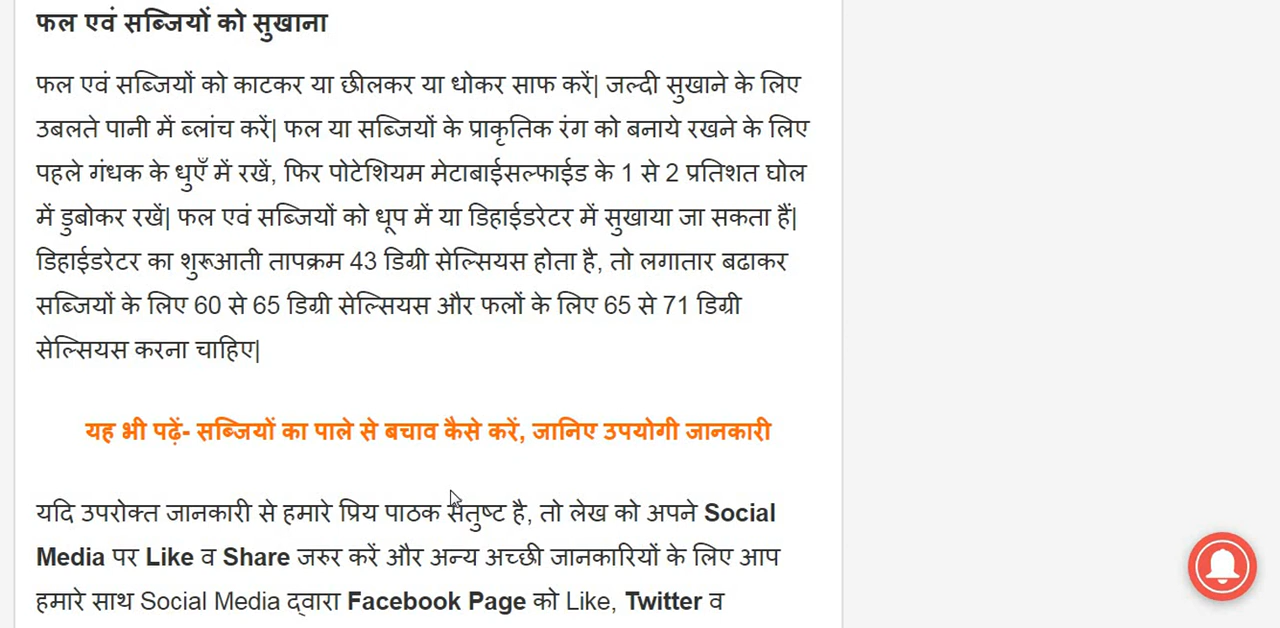 फल एवं सब्जियों को सुखाना
फल एवं सब्जियों को काटकर या छीलकर या धोकर साफ करें| जल्दी सुखाने के लिए
उबलते पानी में ब्लांच करें| फल या सब्जियों के प्राकृतिक रंग को बनाये रखने के लिए
पहले गंधक के धुएँ में रखें, फिर पोटेशियम मेटाबाईसल्फाईड के 1 से 2 प्रतिशत घोल
में डुबोकर रखें| फल एवं सब्जियों को धूप में या डिहाईडरेटर में सुखाया जा सकता हैं|
डिहाईडरेटर का शुरूआती तापक्रम 43 डिग्री सेल्सियस होता है, तो लगातार बढाकर
सब्जियों के लिए 60 से 65 डिग्री सेल्सियस और फलों के लिए 65 से 71 डिग्री
सेल्सियस करना चाहिए|
यह भी पढ़ें- सब्जियों का पाले से बचाव कैसे करें, जानिए उपयोगी जानकारी
यदि उपरोक्त जानकारी से हमारे प्रिय पाठक संतुष्ट है, तो लेख को अपने Social
Media पर Like व Share जरुर करें और अन्य अच्छी जानकारियों के लिए आप
हमारे साथ Social Media द्वारा Facebook Page को Like, Twitter व